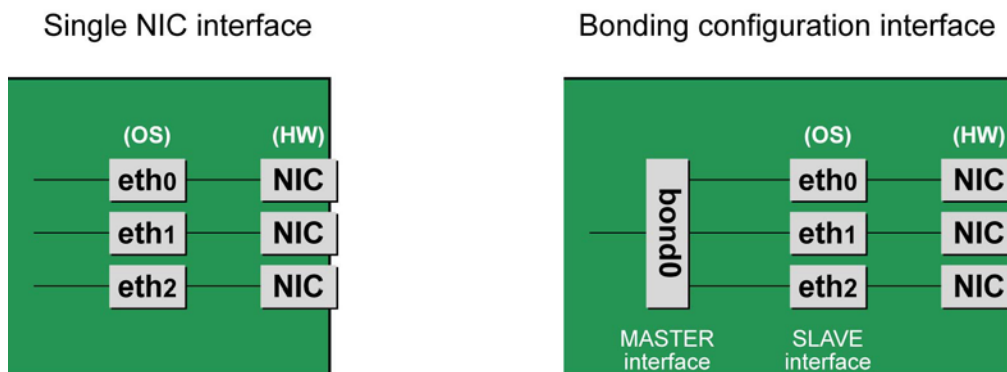 Single NIC interface
(OS) (HW)
eth0 NIC
eth1 NIC
eth2 NIC
Bonding configuration interface
(OS) (HW)
bond0
eth0 NIC
eth1 NIC
eth2 NIC
MASTER
interface
SLAVE
interface